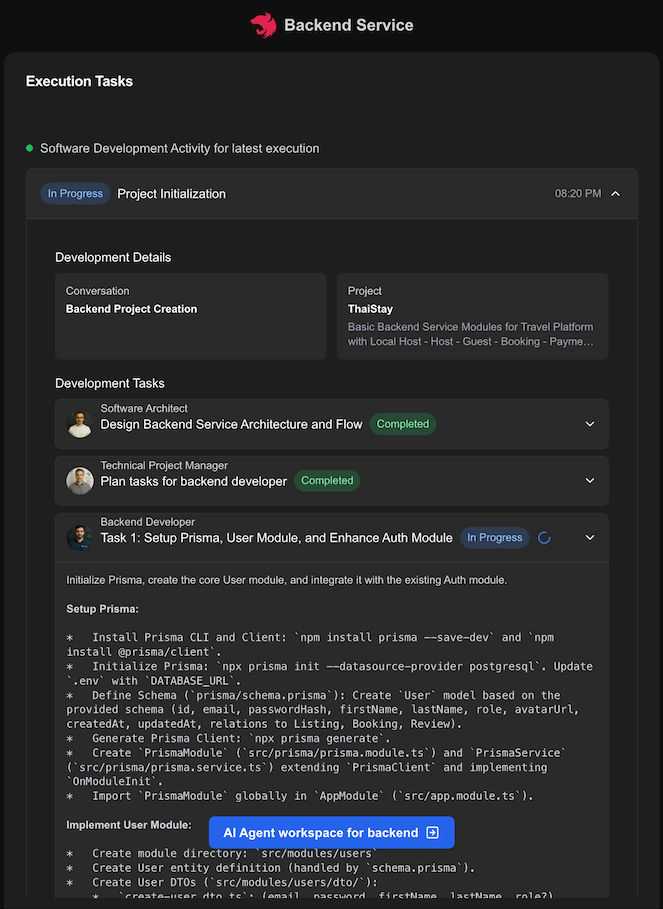 Backend Service
Execution Tasks
Software Development Activity for latest execution
In Progress Project Initialization 08:20 PM
Development Details
Conversation
Backend Project Creation
Project
ThaiStay
Basic Backend Service Modules for Travel Platform
with Local Host - Host - Guest - Booking - Payme...
Development Tasks
Software Architect
Design Backend Service Architecture and Flow Completed
Technical Project Manager
Plan tasks for backend developer Completed
Backend Developer
Task 1: Setup Prisma, User Module, and Enhance Auth Module In Progress
Initialize Prisma, create the core User module, and integrate it with the existing Auth module.
Setup Prisma:
*   Install Prisma CLI and Client: `npm install prisma --save-dev` and `npm
install @prisma/client`.
*   Initialize Prisma: `npx prisma init --datasource-provider postgresql`. Update
`.env` with `DATABASE_URL`.
*   Define Schema (`prisma/schema.prisma`): Create `User` model based on the
provided schema (id, email, passwordHash, firstName, lastName, role, avatarUrl,
createdAt, updatedAt, relations to Listing, Booking, Review).
*   Generate Prisma Client: `npx prisma generate`.
*   Create `PrismaModule` (`src/prisma/prisma.module.ts`) and `PrismaService`
(`src/prisma/prisma.service.ts`) extending `PrismaClient` and implementing
`OnModuleInit`.
*   Import `PrismaModule` globally in `AppModule` (`src/app.module.ts`).
Implement User Module:
AI Agent workspace for backend
*   Create module directory: `src/modules/users`
*   Create User entity definition (handled by `schema.prisma`).
*   Create User DTOs (`src/modules/users/dto/`):
*   `create-user.dto.ts`: (email, password, firstName, lastName, role?)